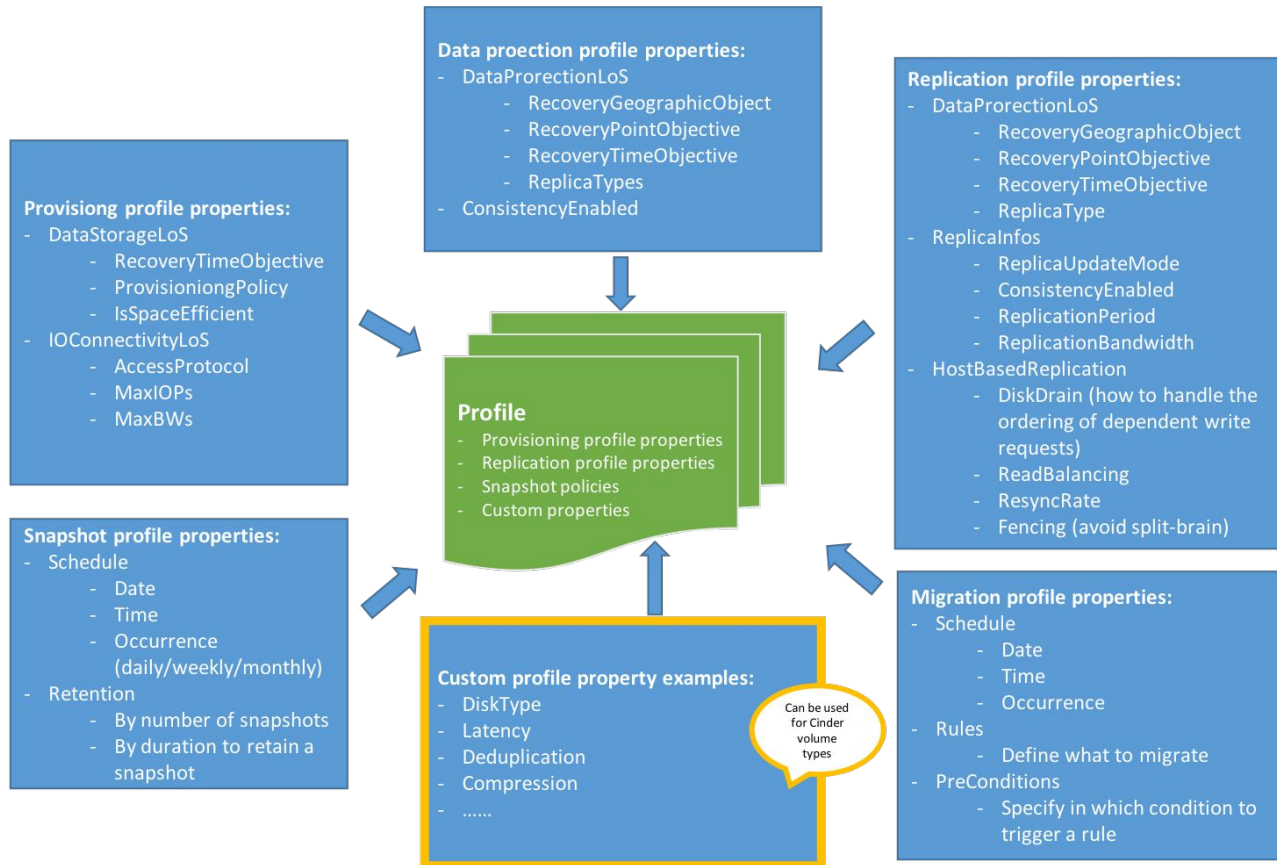 Data proection profile properties:
- DataProrectionLoS
- RecoveryGeographicObject
- RecoveryPointObjective
- RecoveryTimeObjective
- ReplicaTypes
- ConsistencyEnabled
Replication profile properties:
- DataProrectionLoS
- RecoveryGeographicObject
- RecoveryPointObjective
- RecoveryTimeObjective
- ReplicaType
- ReplicaInfos
- ReplicaUpdateMode
- ConsistencyEnabled
- ReplicationPeriod
- ReplicationBandwidth
- HostBasedReplication
- DiskDrain (how to handle the
ordering of dependent write
requests)
- ReadBalancing
- ResyncRate
- Fencing (avoid split-brain)
Provisiong profile properties:
- DataStorageLoS
- RecoveryTimeObjective
- ProvisioniongPolicy
- IsSpaceEfficient
- IOConnectivityLoS
- AccessProtocol
- MaxIOPs
- MaxBWs
Profile
- Provisioning profile properties
- Replication profile properties
- Snapshot policies
- Custom properties
Snapshot profile properties:
- Schedule
- Date
- Time
- Occurrence
(daily/weekly/monthly)
- Retention
- By number of snapshots
- By duration to retain a
snapshot
Custom profile property examples:
- DiskType
- Latency
- Deduplication
- Compression
- ......
Can be used
for Cinder
volume
types
Migration profile properties:
- Schedule
- Date
- Time
- Occurrence
- Rules
- Define what to migrate
- PreConditions
- Specify in which condition to
trigger a rule